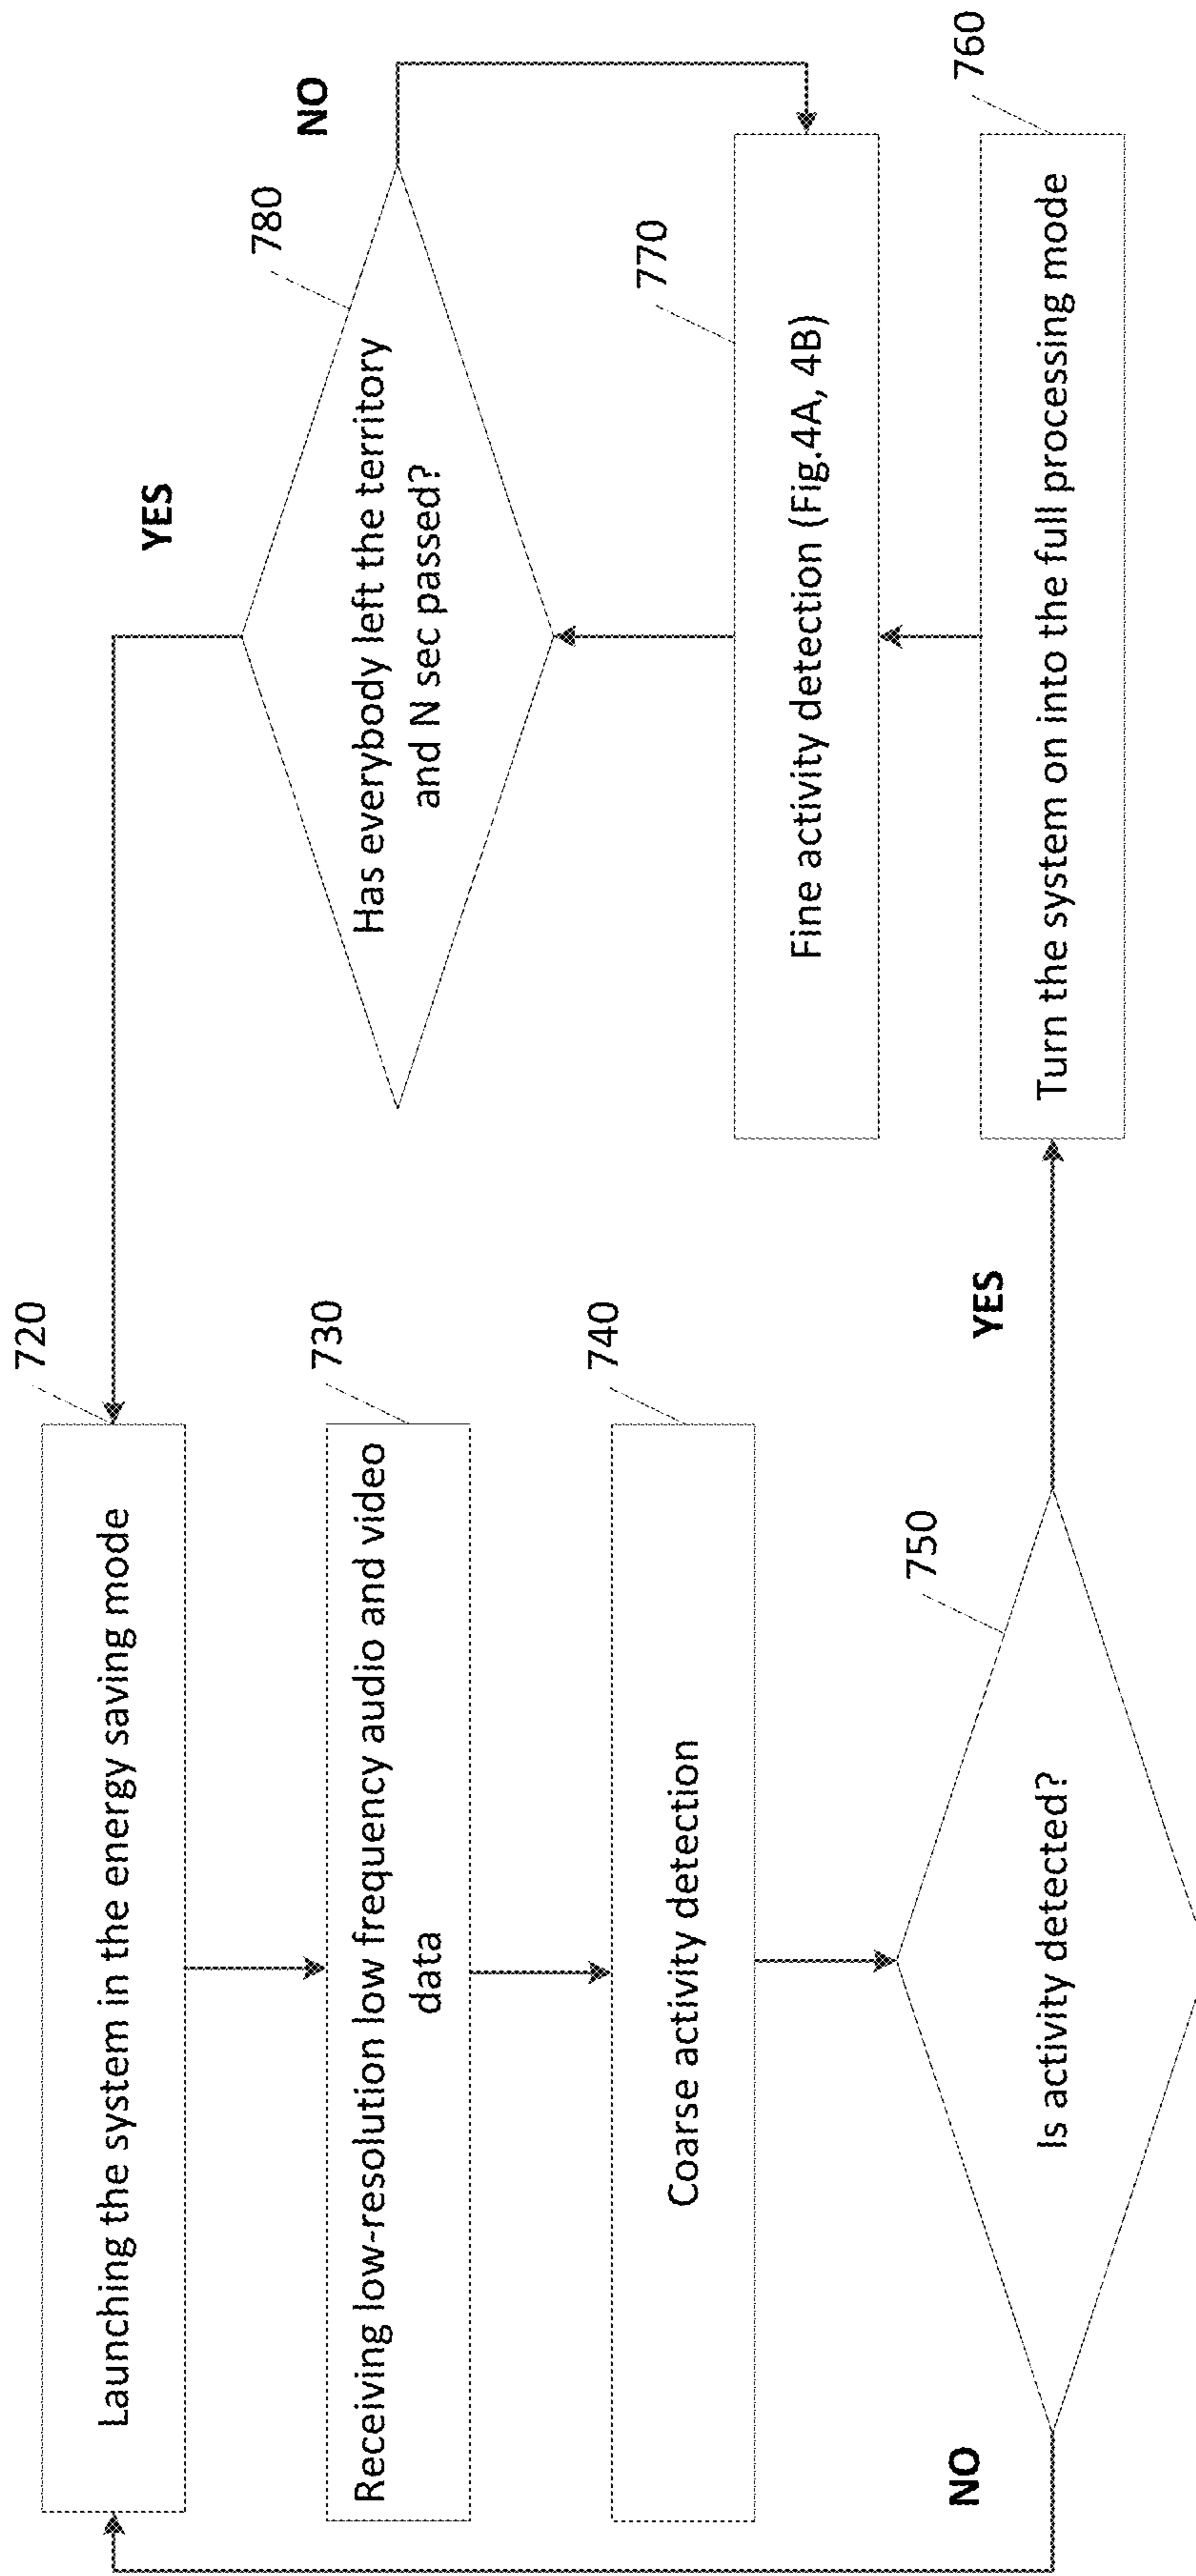 720
Launching the system in the energy saving mode
730
Receiving low-resolution low frequency audio and video
data
740
Coarse activity detection
750
Is activity detected?
NO
YES
760
Turn the system on into the full processing mode
770
Fine activity detection (Fig.4A, 4B)
780
Has everybody left the territory
and N sec passed?
YES
NO